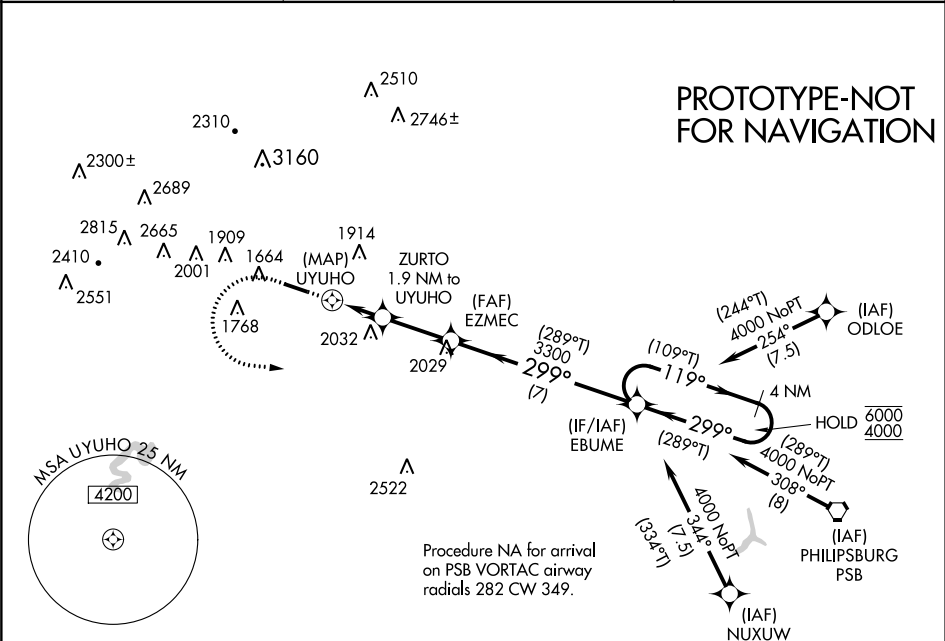 PROTOTYPE-NOT
FOR NAVIGATION
2510
2746±
2310
3160
2300±
2689
2815
2665
1909
2410
2001
1664
2551
1768
(MAP)
UYUHO
1914
ZURTO
1.9 NM to
UYUHO
2032
(FAF)
EZMEC
2029
(289°T)
3300
299°
(7)
(IF/IAF)
EBUME
(109°T)
119°
4 NM
299°
(289°T)
HOLD 6000
4000
(244°T)
4000 NoPT
254°
(7.5)
(IAF)
ODLOE
(289°T)
4000 NoPT
308°
(8)
(IAF)
PHILIPSBURG
PSB
4000 NoPT
344°
(7.5)
(334°T)
(IAF)
NUXUW
2522
MSA UYUHO 25 NM
4200
Procedure NA for arrival
on PSB VORTAC airway
radials 282 CW 349.